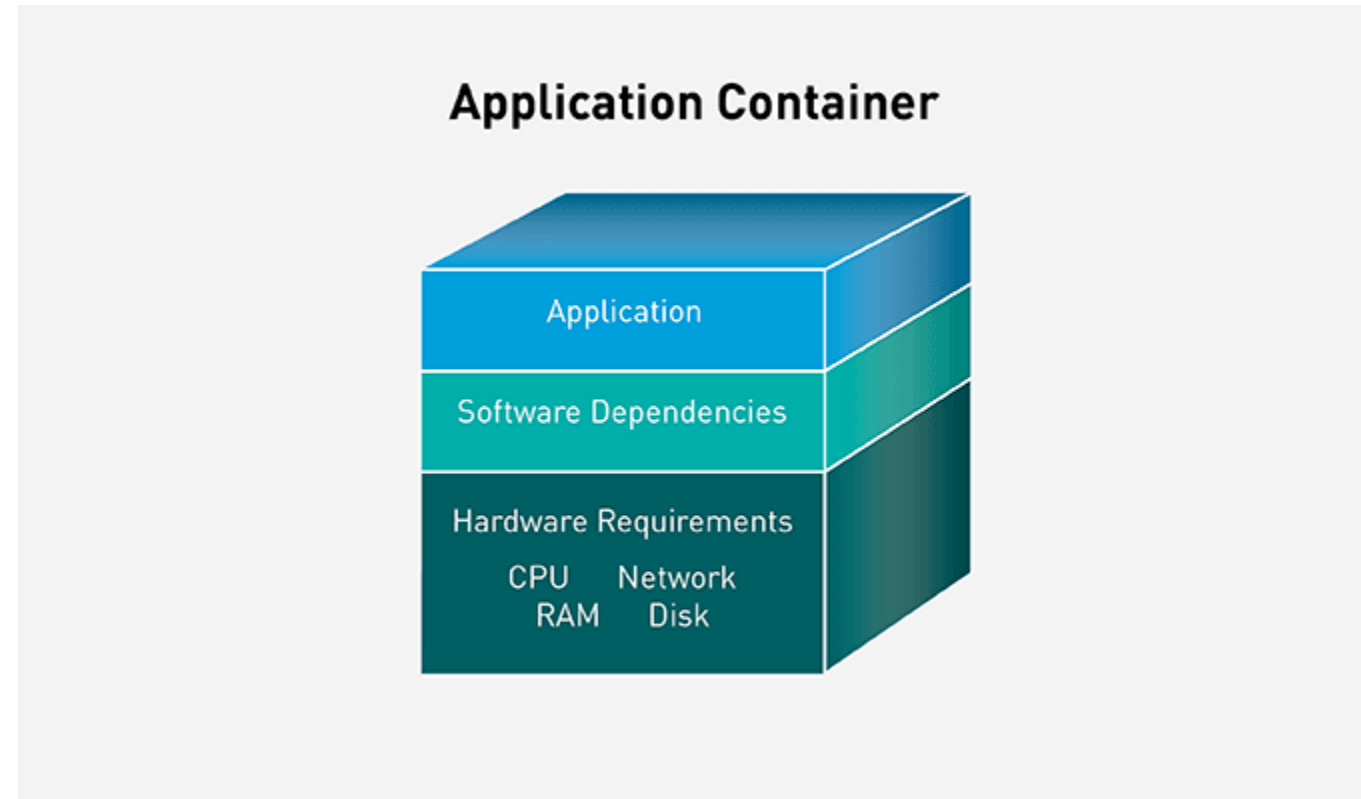 Application Container
Application
Software Dependencies
Hardware Requirements
CPU Network
RAM Disk